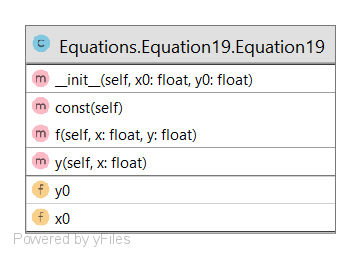 C Equations.Equation19.Equation19
m __init__(self, x0: float, y0: float)
m const(self)
m f(self, x: float, y: float)
m y(self, x: float)
f y0
f x0
Powered by yFiles